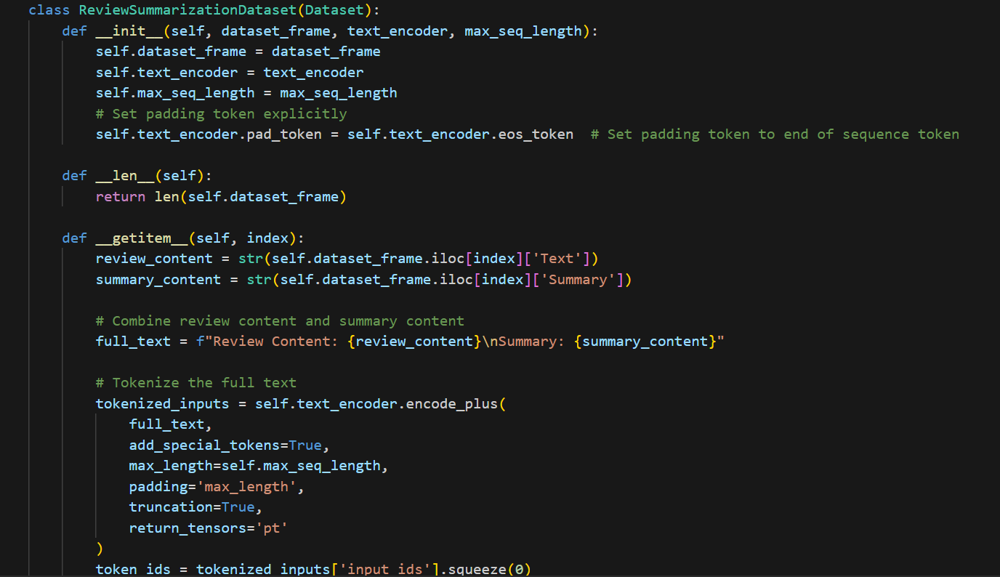 class ReviewSummarizationDataset(Dataset):
    def __init__(self, dataset_frame, text_encoder, max_seq_length):
        self.dataset_frame = dataset_frame
        self.text_encoder = text_encoder
        self.max_seq_length = max_seq_length
        # Set padding token explicitly
        self.text_encoder.pad_token = self.text_encoder.eos_token  # Set padding token to end of sequence token

    def __len__(self):
        return len(self.dataset_frame)

    def __getitem__(self, index):
        review_content = str(self.dataset_frame.iloc[index]['Text'])
        summary_content = str(self.dataset_frame.iloc[index]['Summary'])

        # Combine review content and summary content
        full_text = f"Review Content: {review_content}\nSummary: {summary_content}"

        # Tokenize the full text
        tokenized_inputs = self.text_encoder.encode_plus(
            full_text,
            add_special_tokens=True,
            max_length=self.max_seq_length,
            padding='max_length',
            truncation=True,
            return_tensors='pt'
        )
        token_ids = tokenized_inputs['input_ids'].squeeze(0)